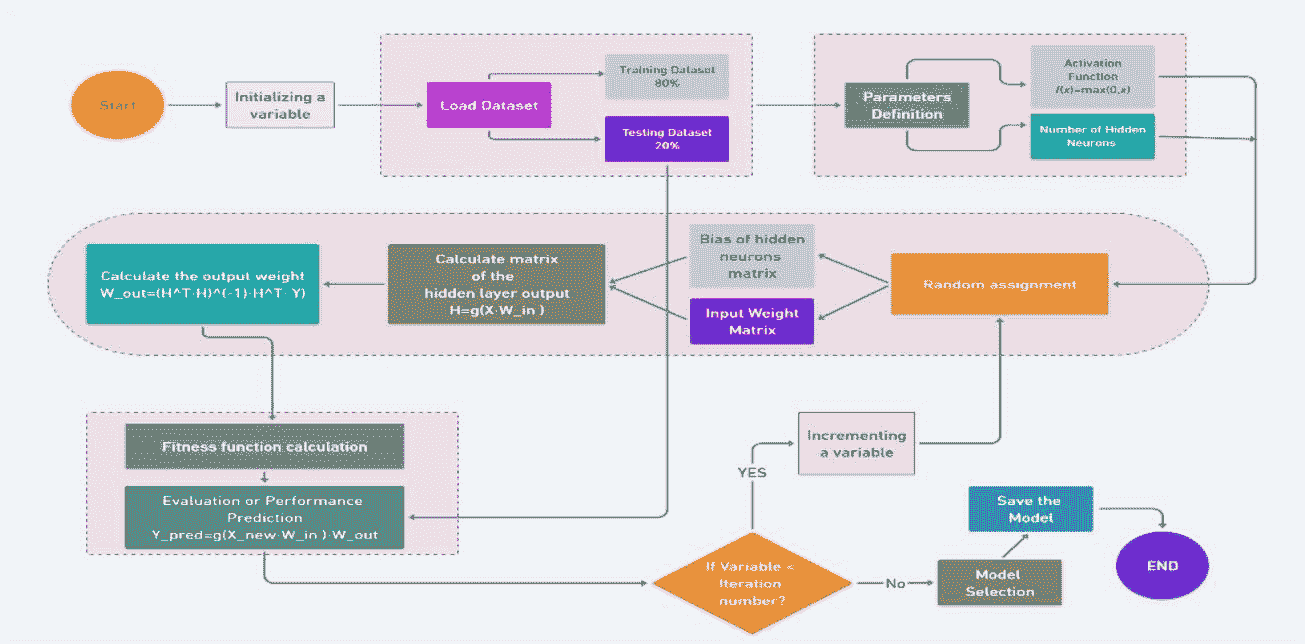 Start
Initializing a
variable
Load Dataset
Training Dataset
80%
Testing Dataset
20%
Parameters
Definition
Activation
Function
f(x)=max(0,x)
Number of Hidden
Neurons
Calculate the output weight
W_out=(H^T·H)^(-1)·H^T· Y)
Calculate matrix
of the
hidden layer output
H=g(X·W_in )
Bias of hidden
neurons
matrix
Input Weight
Matrix
Random assignment
Fitness function calculation
Evaluation or Performance
Prediction
Y_pred=g(X_new·W_in )·W_out
YES
Incrementing
a variable
If Variable <
Iteration
number?
No
Model
Selection
Save the
Model
END